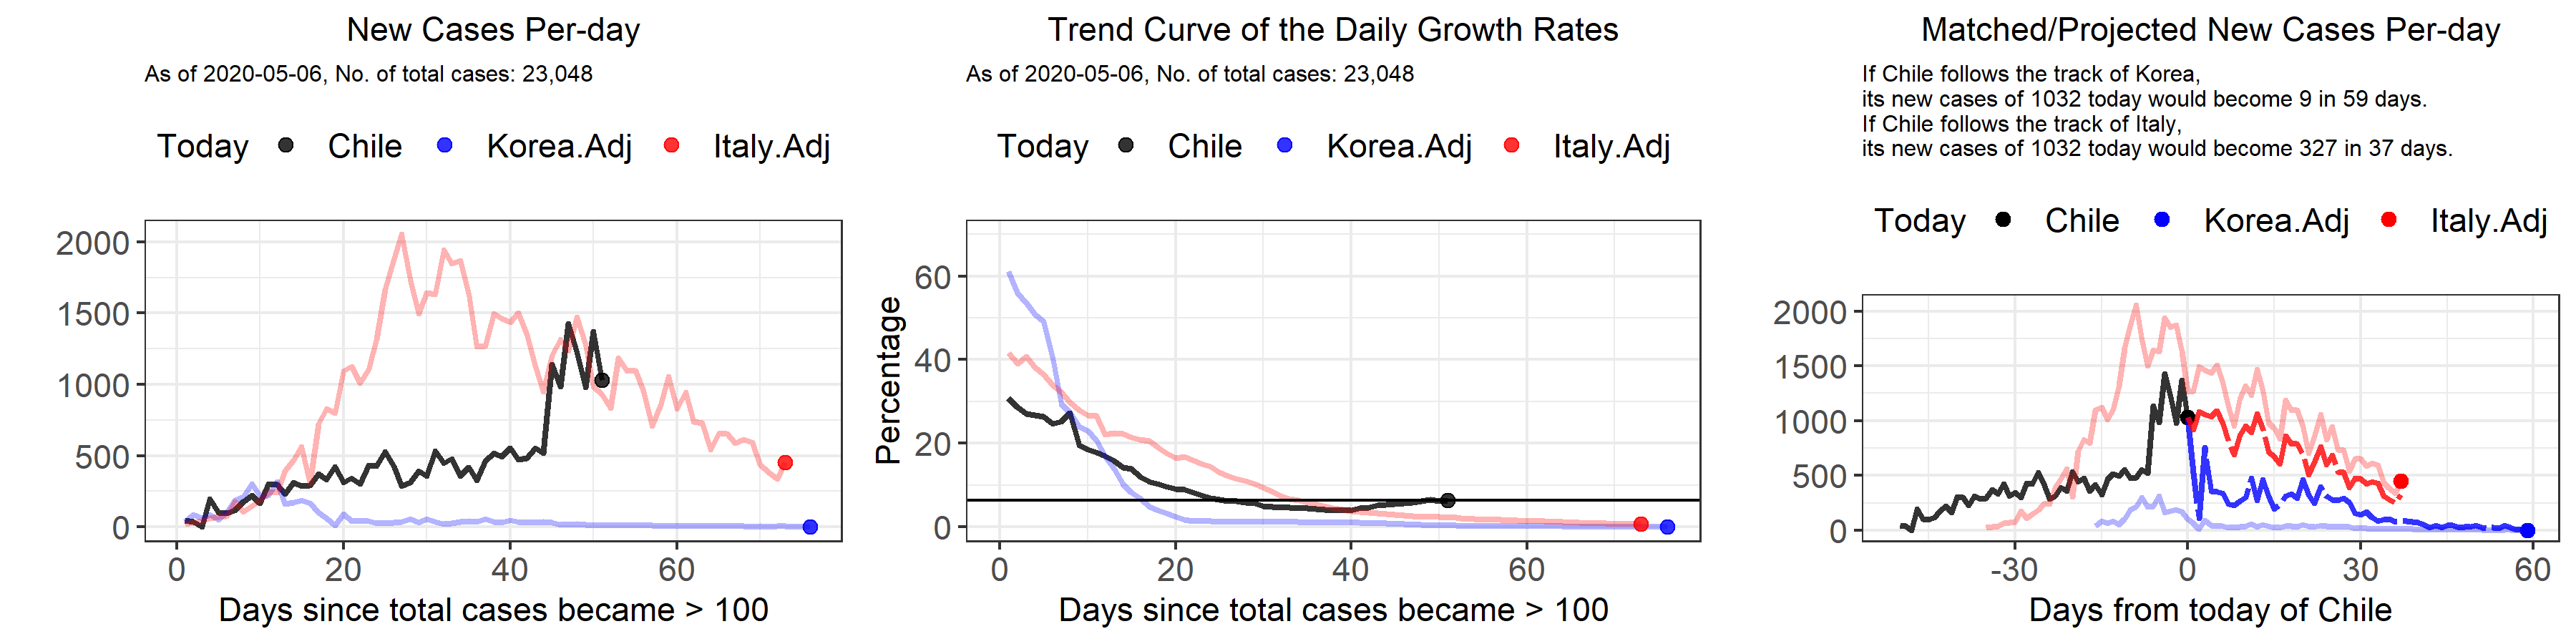 New Cases Per-day
As of 2020-05-06, No. of total cases: 23,048
Today Chile Korea.Adj Italy.Adj
2000
1500
1000
500
0
0 20 40 60
Days since total cases became > 100
Trend Curve of the Daily Growth Rates
As of 2020-05-06, No. of total cases: 23,048
Today Chile Korea.Adj Italy.Adj
Percentage
60
40
20
0
0 20 40 60
Days since total cases became > 100
Matched/Projected New Cases Per-day
If Chile follows the track of Korea,
its new cases of 1032 today would become 9 in 59 days.
If Chile follows the track of Italy,
its new cases of 1032 today would become 327 in 37 days.
Today Chile Korea.Adj Italy.Adj
2000
1500
1000
500
0
-30 0 30 60
Days from today of Chile